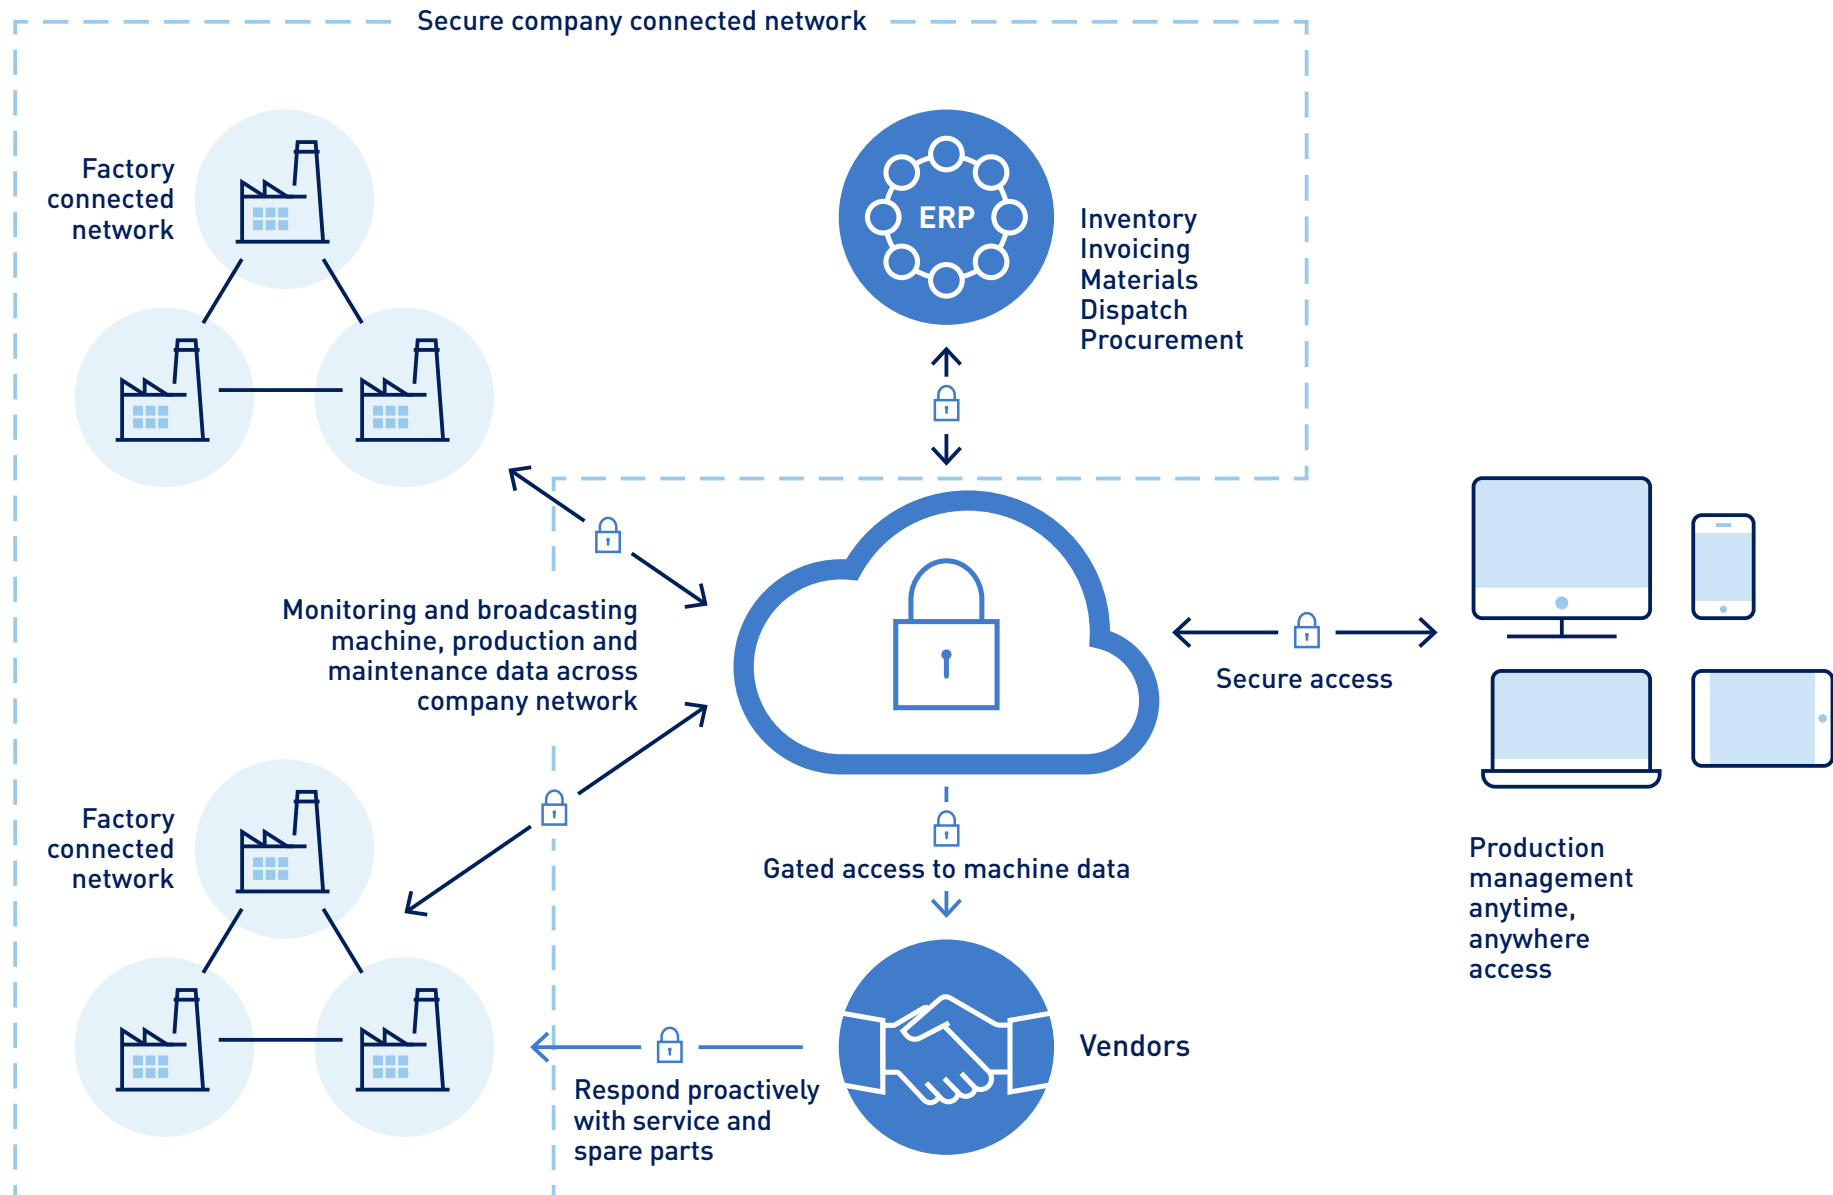 Secure company connected network
Factory
connected
network
ERP
Inventory
Invoicing
Materials
Dispatch
Procurement
Monitoring and broadcasting
machine, production and
maintenance data across
company network
Secure access
Factory
connected
network
Gated access to machine data
Production
management
anytime,
anywhere
access
Vendors
Respond proactively
with service and
spare parts